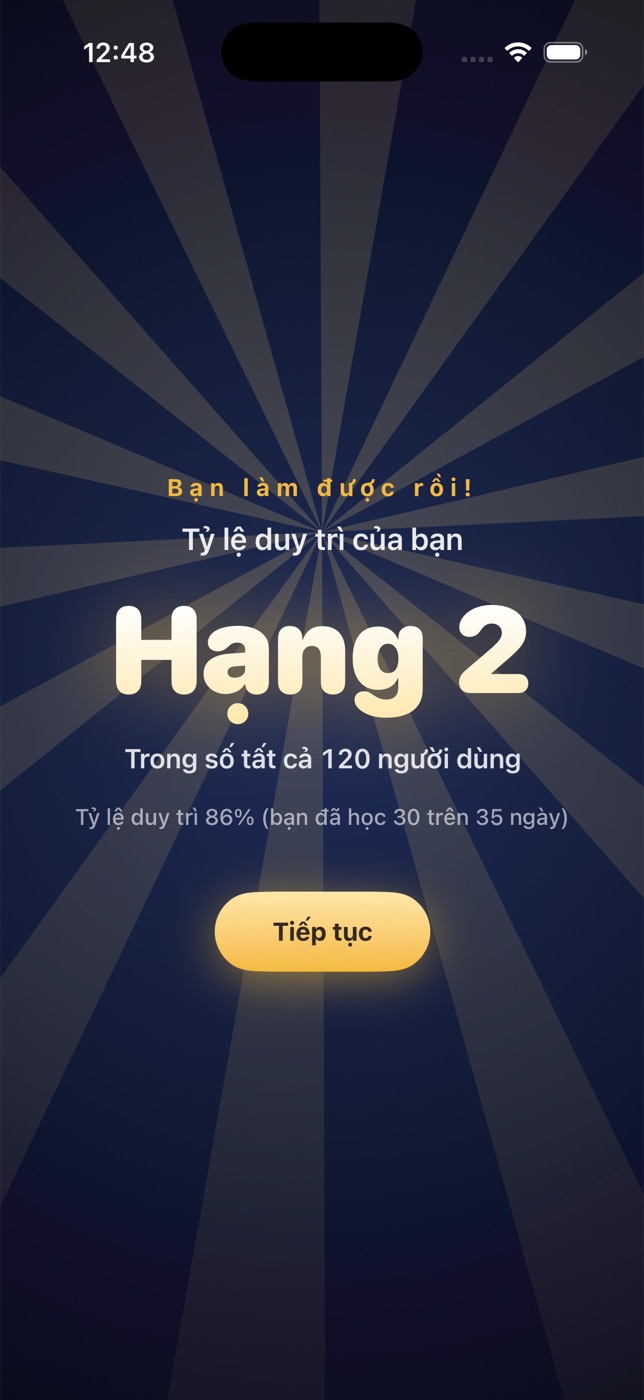 12:48
Bạn làm được rồi!
Tỷ lệ duy trì của bạn
Hạng 2
Trong số tất cả 120 người dùng
Tỷ lệ duy trì 86% (bạn đã học 30 trên 35 ngày)
Tiếp tục